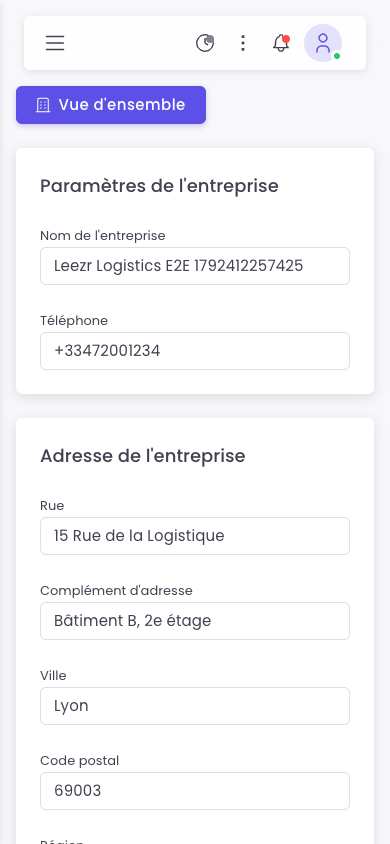 Vue d'ensemble
Paramètres de l'entreprise
Nom de l'entreprise
Leezr Logistics E2E 1792412257425
Téléphone
+33472001234
Adresse de l'entreprise
Rue
15 Rue de la Logistique
Complément d'adresse
Bâtiment B, 2e étage
Ville
Lyon
Code postal
69003
Région